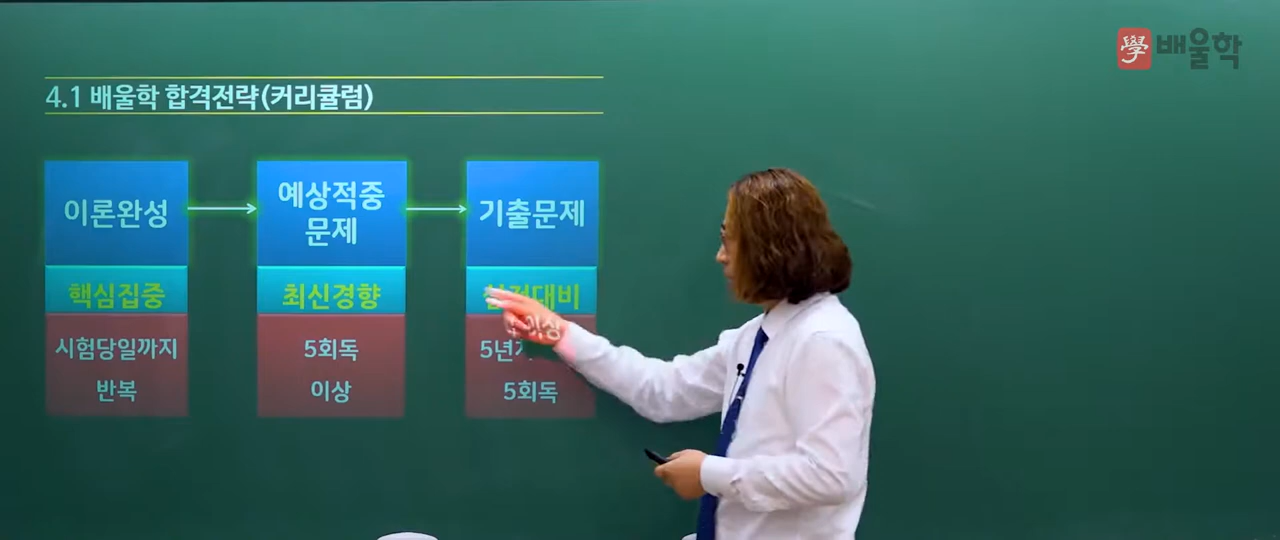 學 배울학
4.1 배울학 합격전략(커리큘럼)
이론완성
핵심집중
시험당일까지
반복
예상적중
문제
최신경향
5회독
이상
기출문제
5회독